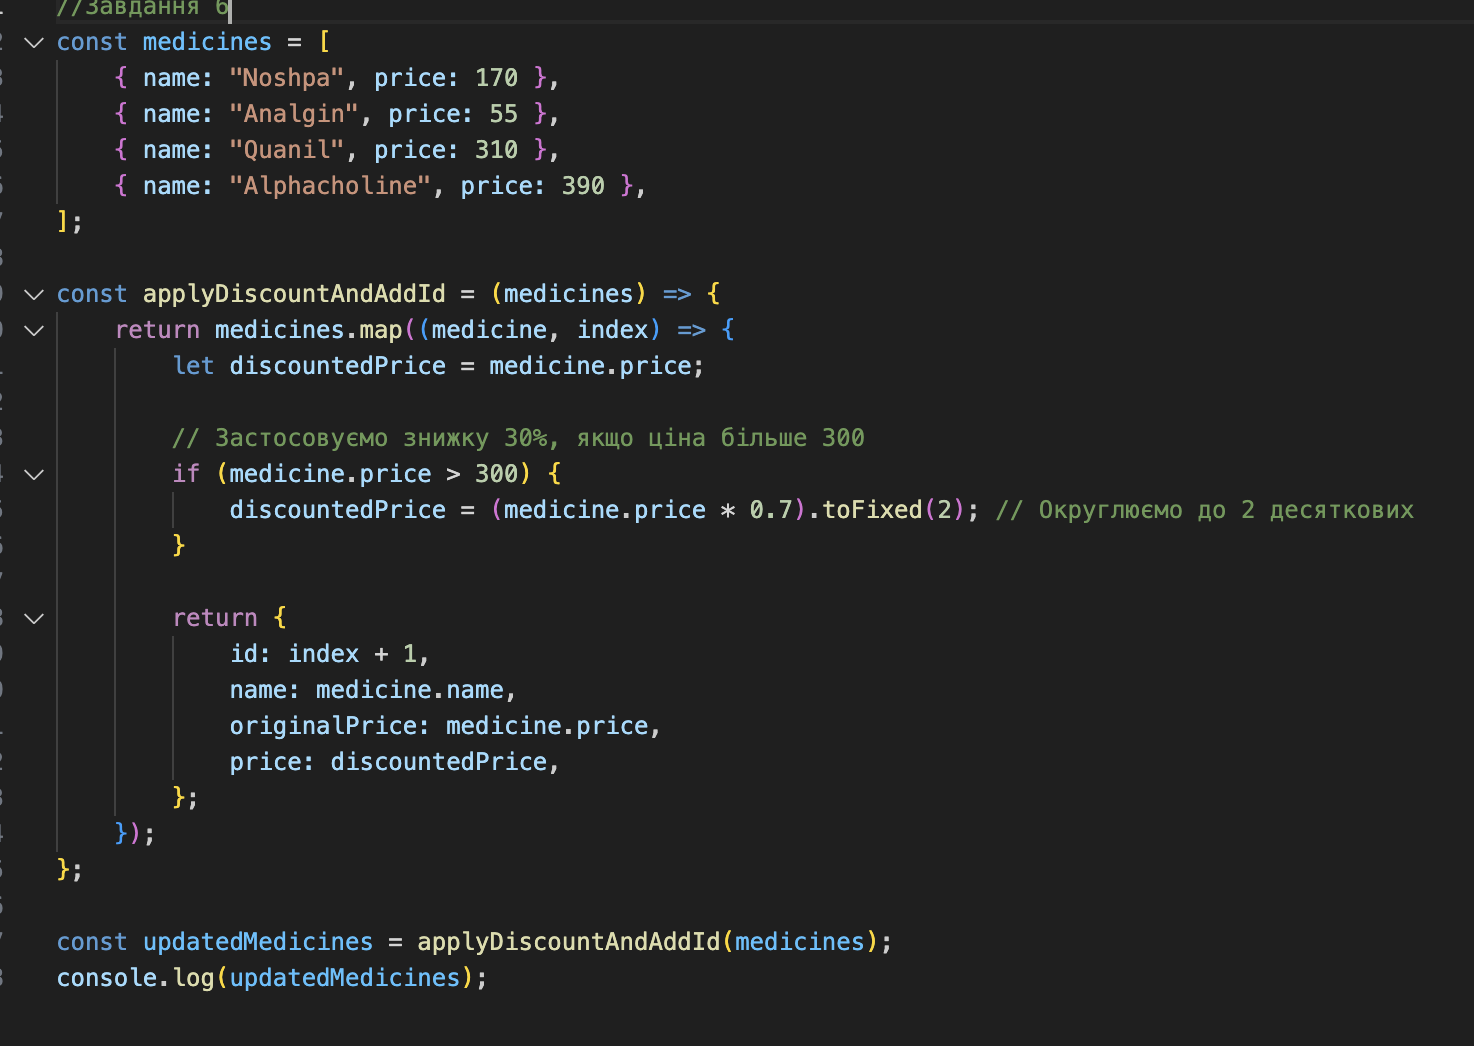 //Завдання 6
const medicines = [
{ name: "Noshpa", price: 170 },
{ name: "Analgin", price: 55 },
{ name: "Quanil", price: 310 },
{ name: "Alphacholine", price: 390 },
];
const applyDiscountAndAddId = (medicines) => {
return medicines.map((medicine, index) => {
let discountedPrice = medicine.price;
// Застосовуємо знижку 30%, якщо ціна більше 300
if (medicine.price > 300) {
discountedPrice = (medicine.price * 0.7).toFixed(2); // Округлюємо до 2 десяткових
}
return {
id: index + 1,
name: medicine.name,
originalPrice: medicine.price,
price: discountedPrice,
};
});
};
const updatedMedicines = applyDiscountAndAddId(medicines);
console.log(updatedMedicines);